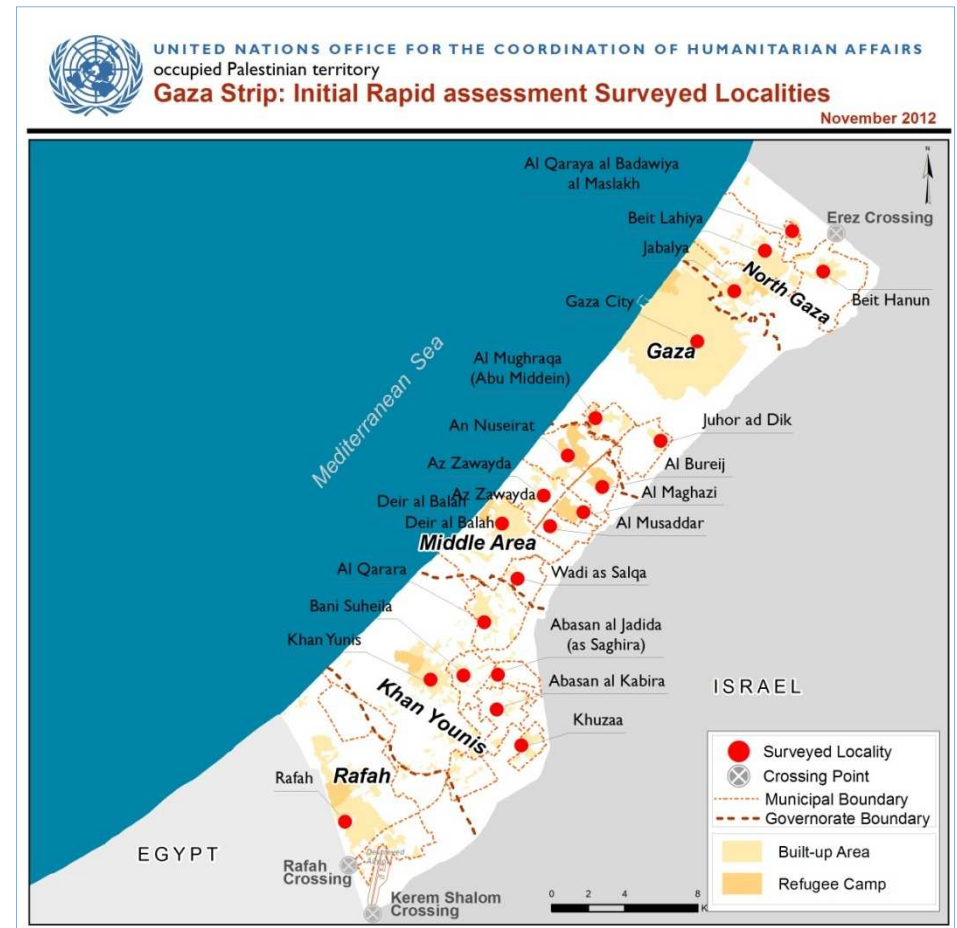 UNITED NATIONS OFFICE FOR THE COORDINATION OF HUMANITARIAN AFFAIRS
occupied Palestinian territory
Gaza Strip: Initial Rapid assessment Surveyed Localities
November 2012
N
Al Qaraya al Badawiya
al Maslakh
Beit Lahiya
Erez Crossing
Jabalya
North Gaza
Beit Hanun
Gaza City
Gaza
Mediterranean Sea
Al Mughraqa
(Abu Middein)
Juhor ad Dik
An Nuseirat
Az Zawayda
Al Bureij
Az Zawayda
Al Maghazi
Deir al Balah
Deir al Balah
Al Musaddar
Middle Area
Al Qarara
Wadi as Salqa
Bani Suheila
Abasan al Jadida
(as Saghira)
Khan Yunis
Abasan al Kabira
ISRAEL
Khan Younis
Khuzaa
Rafah
Rafah
EGYPT
Rafah
Crossing
Kerem Shalom
Crossing
Surveyed Locality
Crossing Point
Municipal Boundary
Governorate Boundary
Built-up Area
Refugee Camp
0 2 4 8
K